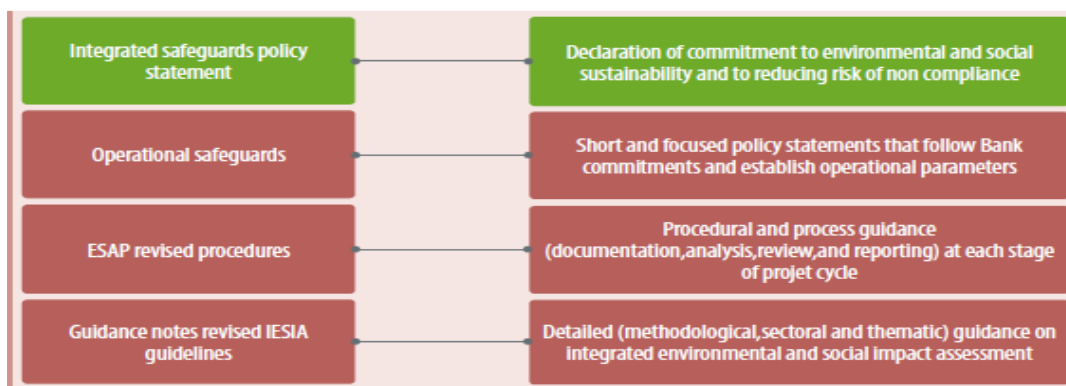 Integrated safeguards policy
statement
Declaration of commitment to environmental and social
sustainability and to reducing risk of non compliance
Operational safeguards
Short and focused policy statements that follow Bank
commitments and establish operational parameters
ESAP revised procedures
Procedural and process guidance
(documentation,analysis,review,and reporting) at each stage
of projet cycle
Guidance notes revised IESIA
guidelines
Detailed (methodological,sectoral and thematic) guidance on
integrated environmental and social impact assessment